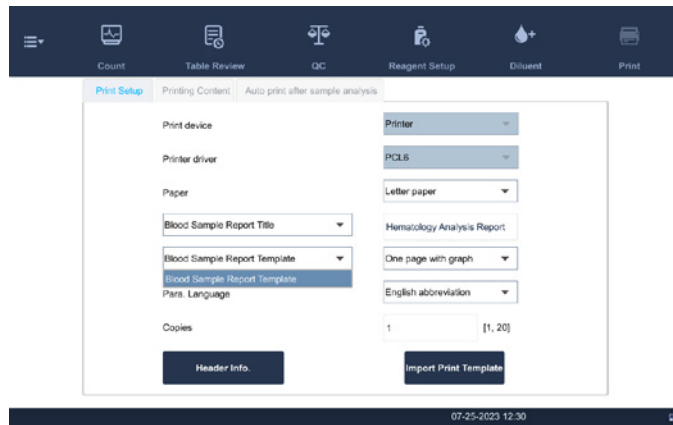 Count Table Review QC Reagent Setup Diluent Print
Print Setup Printing Content Auto print after sample analysis
Print device Printer
Printer driver PCL6
Paper Letter paper
Blood Sample Report Title Hematology Analysis Report
Blood Sample Report Template One page with graph
Blood Sample Report Template
Para. Language English abbreviation
Copies 1 [1, 20]
Header Info. Import Print Template
07-25-2023 12:30